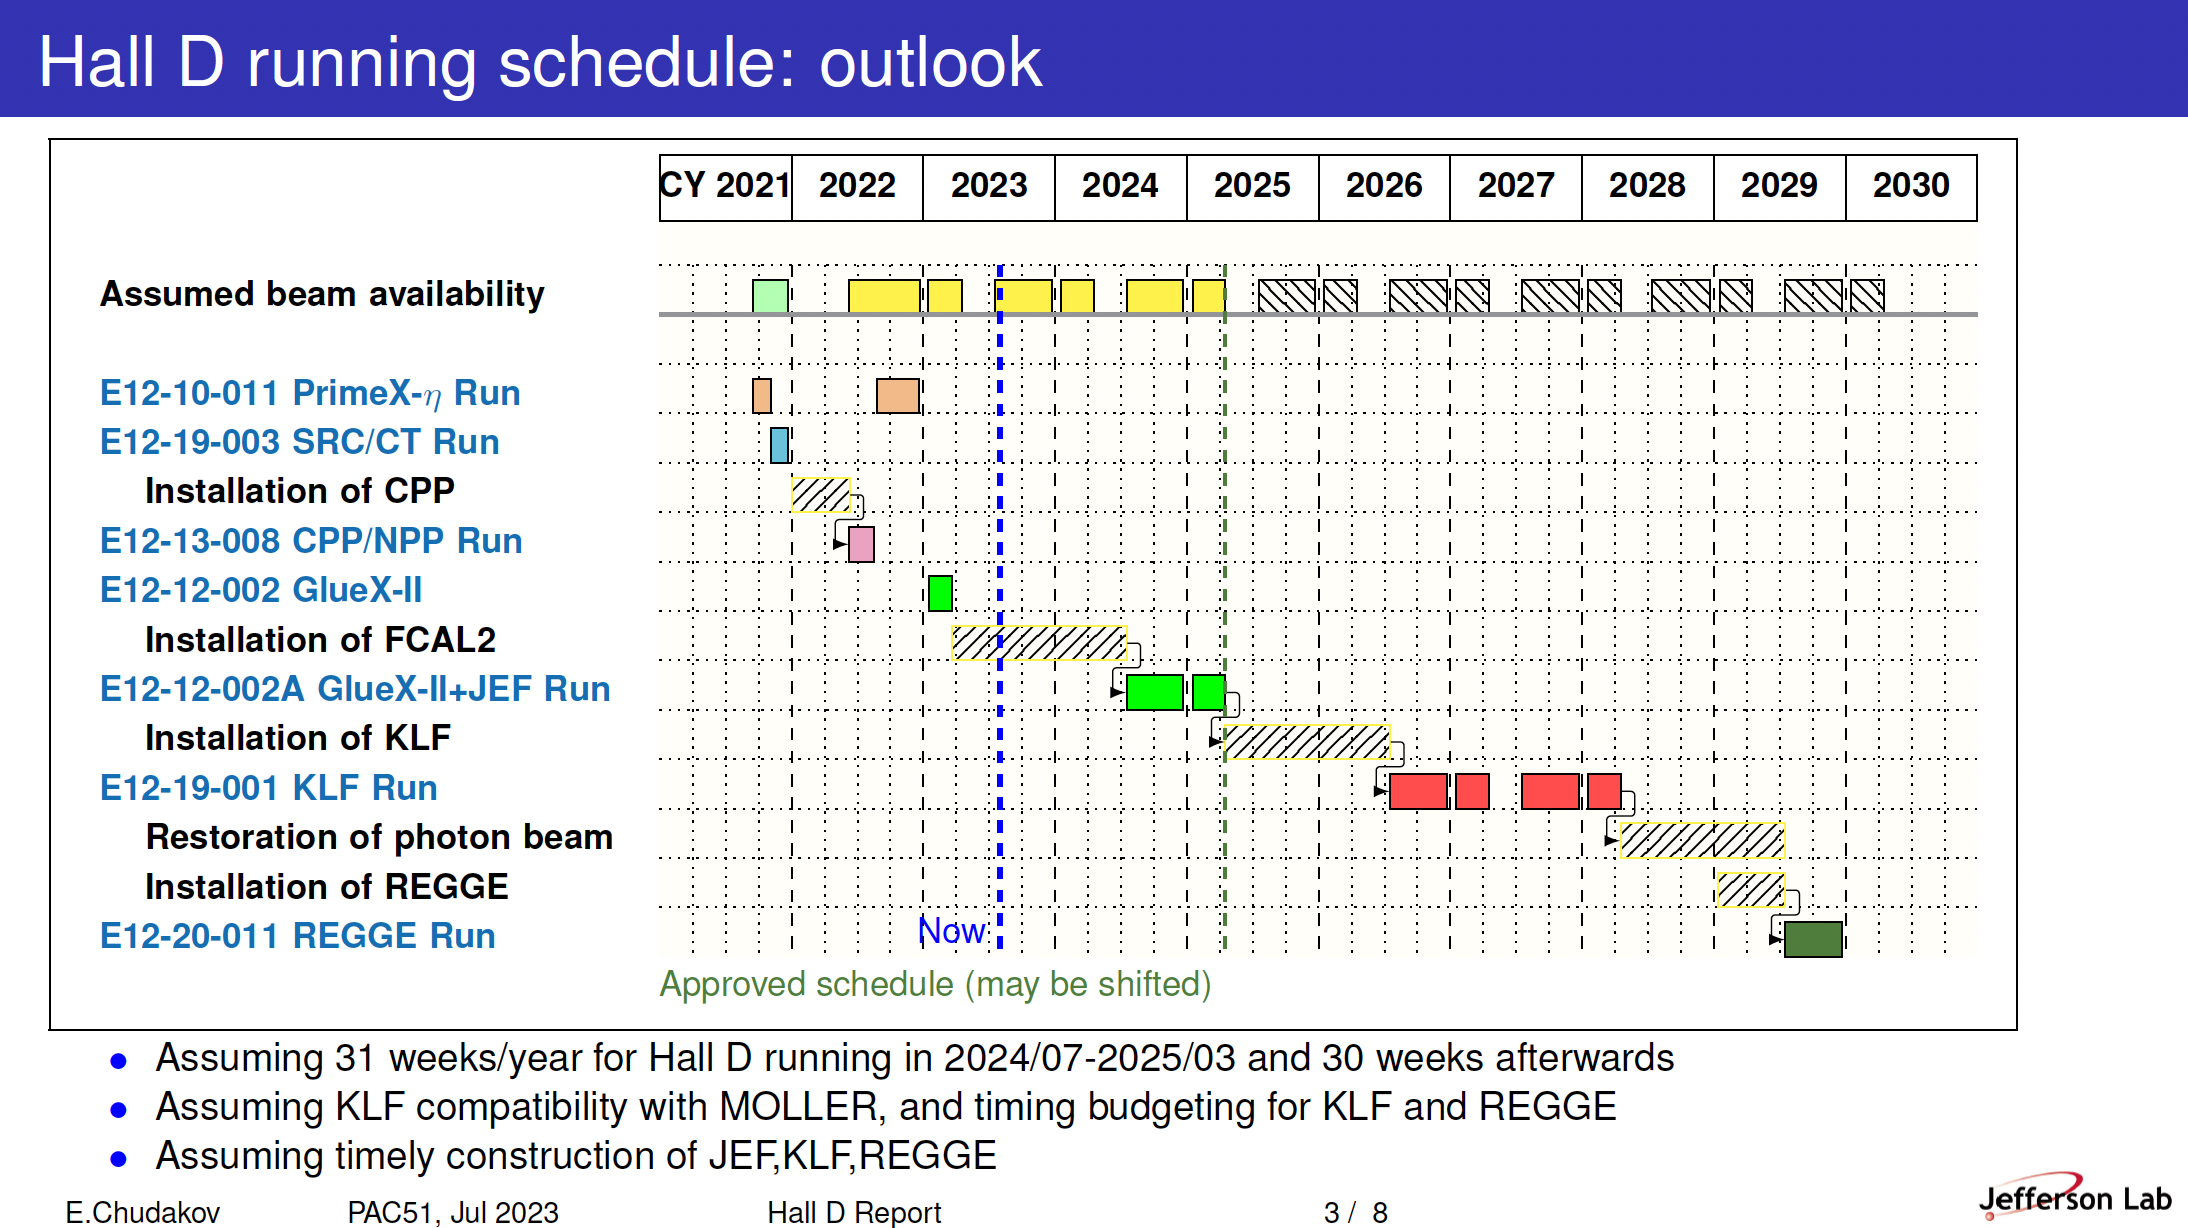 Hall D running schedule: outlook
CY 2021 2022 2023 2024 2025 2026 2027 2028 2029 2030
Assumed beam availability
E12-10-011 PrimeX-η Run
E12-19-003 SRC/CT Run
Installation of CPP
E12-13-008 CPP/NPP Run
E12-12-002 GlueX-II
Installation of FCAL2
E12-12-002A GlueX-II+JEF Run
Installation of KLF
E12-19-001 KLF Run
Restoration of photon beam
Installation of REGGE
E12-20-011 REGGE Run
Now
Approved schedule (may be shifted)
• Assuming 31 weeks/year for Hall D running in 2024/07-2025/03 and 30 weeks afterwards
• Assuming KLF compatibility with MOLLER, and timing budgeting for KLF and REGGE
• Assuming timely construction of JEF,KLF,REGGE
E.Chudakov PAC51, Jul 2023 Hall D Report 3 / 8
Jefferson Lab